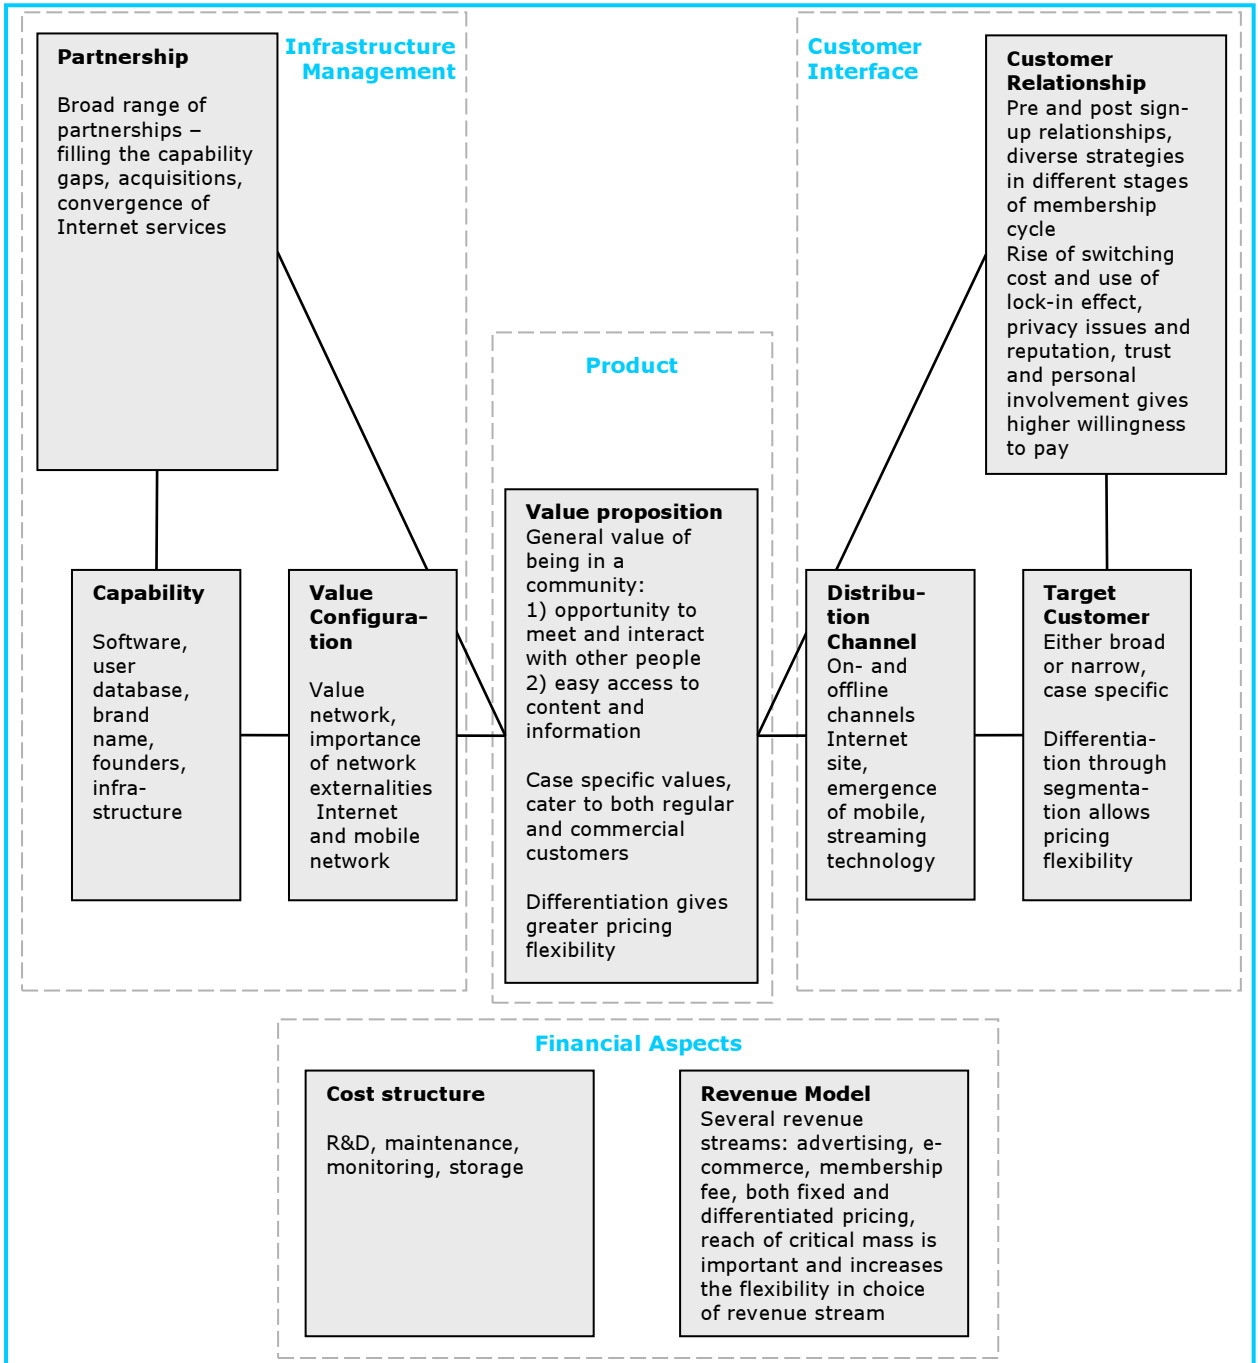 Infrastructure
Management
Partnership
Broad range of
partnerships –
filling the capability
gaps, acquisitions,
convergence of
Internet services
Capability
Software,
user
database,
brand
name,
founders,
infra-
structure
Value
Configura-
tion
Value
network,
importance
of network
externalities
Internet
and mobile
network
Product
Value proposition
General value of
being in a
community:
1) opportunity to
meet and interact
with other people
2) easy access to
content and
information
Case specific values,
cater to both regular
and commercial
customers
Differentiation gives
greater pricing
flexibility
Customer
Interface
Customer
Relationship
Pre and post sign-
up relationships,
diverse strategies
in different stages
of membership
cycle
Rise of switching
cost and use of
lock-in effect,
privacy issues and
reputation, trust
and personal
involvement gives
higher willingness
to pay
Distribu-
tion
Channel
On- and
offline
channels
Internet
site,
emergence
of mobile,
streaming
technology
Target
Customer
Either broad
or narrow,
case specific
Differentia-
tion through
segmenta-
tion allows
pricing
flexibility
Financial Aspects
Cost structure
R&D, maintenance,
monitoring, storage
Revenue Model
Several revenue
streams: advertising, e-
commerce, membership
fee, both fixed and
differentiated pricing,
reach of critical mass is
important and increases
the flexibility in choice
of revenue stream